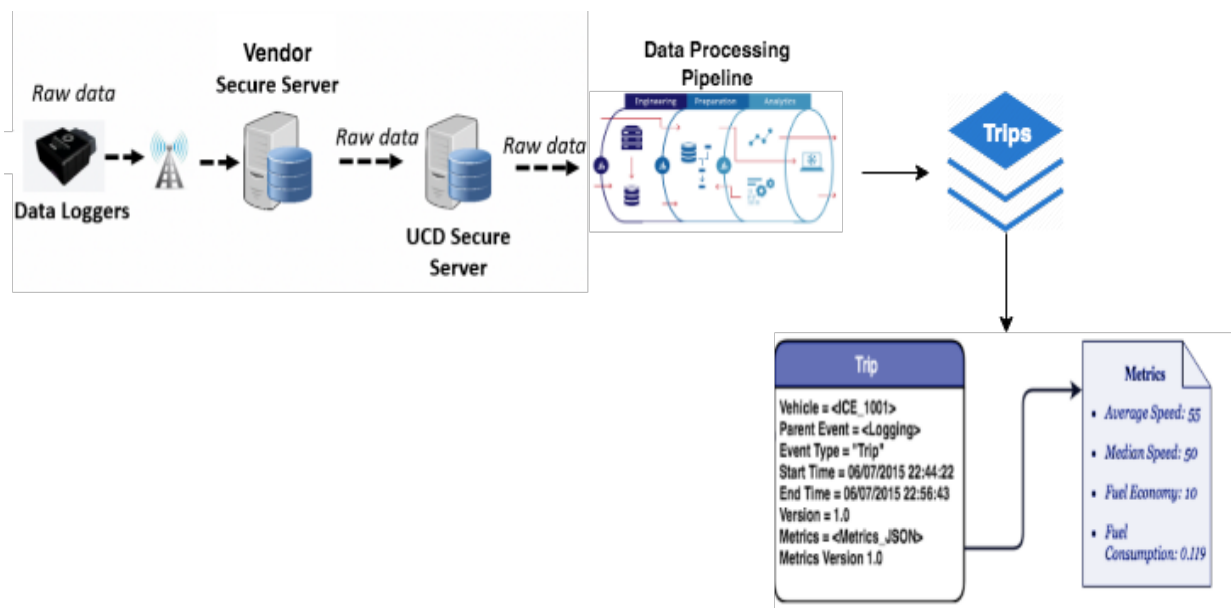 Raw data
Data Loggers
Vendor
Secure Server
Raw data
UCD Secure
Server
Raw data
Data Processing
Pipeline
Engineering
Preparation
Analytics
Trips
Trip
Vehicle = <ICE_1001>
Parent Event = <Logging>
Event Type = "Trip"
Start Time = 06/07/2015 22:44:22
End Time = 06/07/2015 22:56:43
Version = 1.0
Metrics = <Metrics_JSON>
Metrics Version 1.0
Metrics
• Average Speed: 55
• Median Speed: 50
• Fuel Economy: 10
• Fuel
Consumption: 0.119